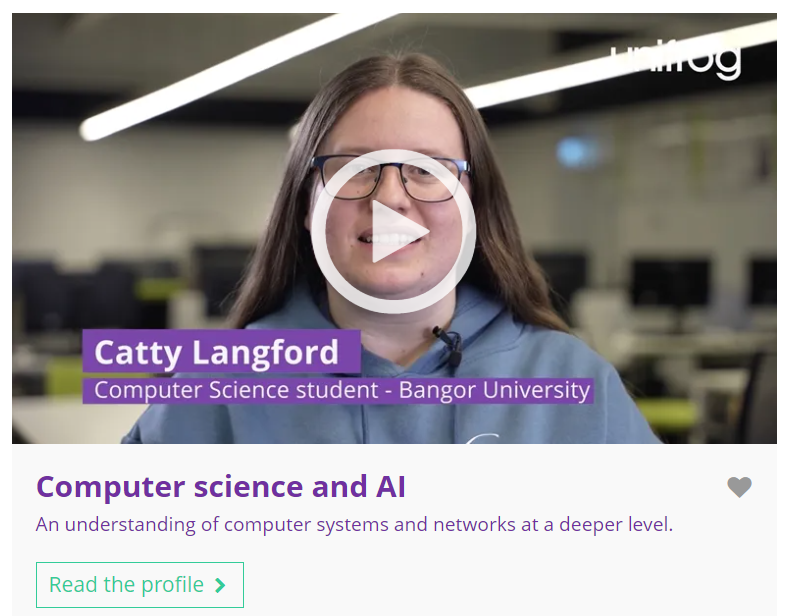 unifrog
Catty Langford
Computer Science student - Bangor University
Computer science and AI
An understanding of computer systems and networks at a deeper level.
Read the profile